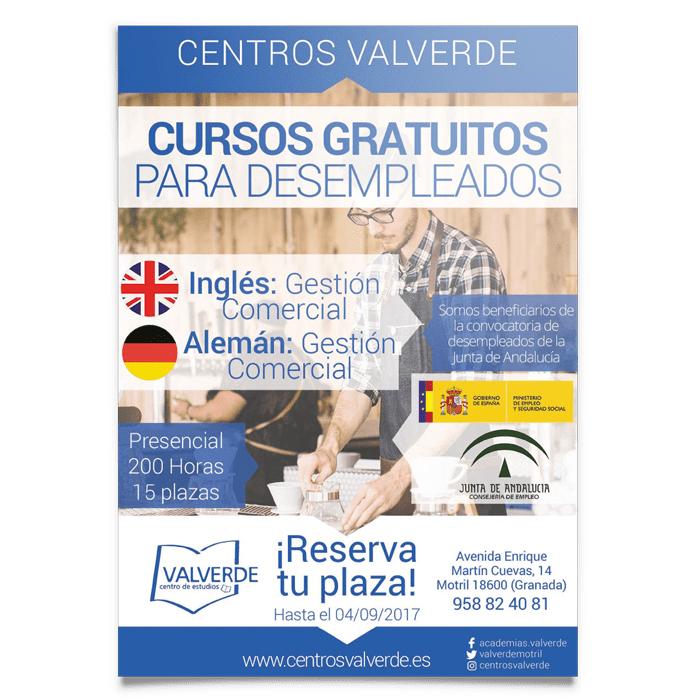 CENTROS VALVERDE
CURSOS GRATUITOS
PARA DESEMPLEADOS
Inglés: Gestión
Comercial
Alemán: Gestión
Comercial
Somos beneficiarios de
la convocatoria de
desempleados de la
Junta de Andalucía
GOBIERNO
DE ESPAÑA
MINISTERIO
DE EMPLEO
Y SEGURIDAD SOCIAL
JUNTA DE ANDALUCIA
CONSEJERÍA DE EMPLEO
Presencial
200 Horas
15 plazas
VALVERDE
centro de estudios
¡Reserva
tu plaza!
Hasta el 04/09/2017
Avenida Enrique
Martín Cuevas, 14
Motril 18600 (Granada)
958 82 40 81
www.centrosvalverde.es
academias.valverde
valverdemotril
centrosvalverde